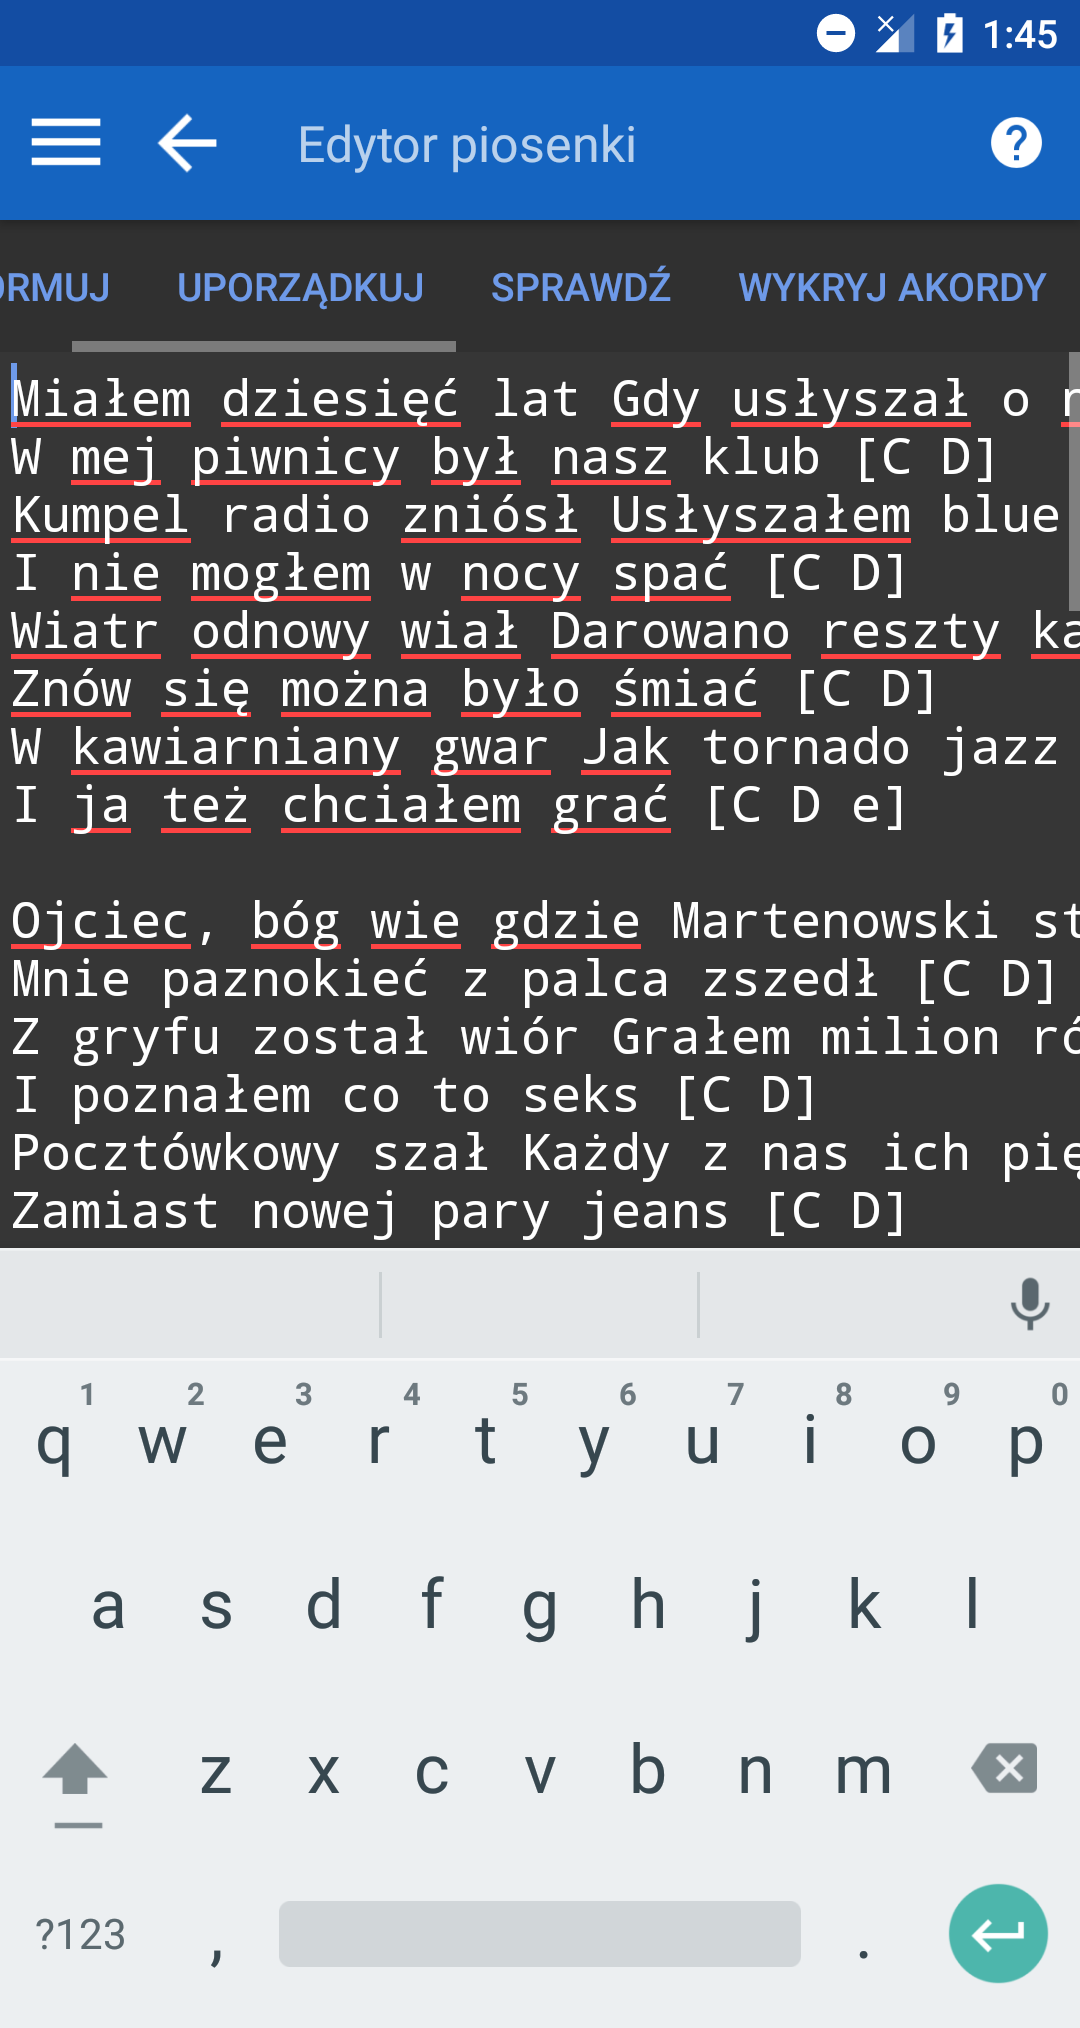 1:45
Edytor piosenki
ORMUJ UPORZĄDKUJ SPRAWDŹ WYKRYJ AKORDY
Miałem dziesięć lat Gdy usłyszał o
W mej piwnicy był nasz klub [C D]
Kumpel radio zniósł Usłyszałem blue
I nie mogłem w nocy spać [C D]
Wiatr odnowy wiał Darowano reszty ka
Znów się można było śmiać [C D]
W kawiarniany gwar Jak tornado jazz
I ja też chciałem grać [C D e]
Ojciec, bóg wie gdzie Martenowski st
Mnie paznokieć z palca zszedł [C D]
Z gryfu został wiór Grałem milion ró
I poznałem co to seks [C D]
Pocztówkowy szał Każdy z nas ich pię
Zamiast nowej pary jeans [C D]
1 2 3 4 5 6 7 8 9 0
q w e r t y u i o p
a s d f g h j k l
z x c v b n m
?123 , .